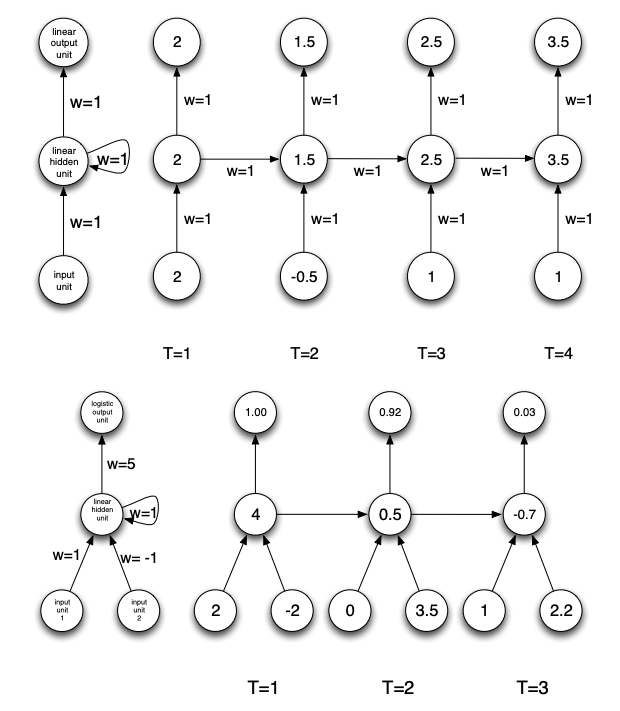 linear
output
unit
2
1.5
2.5
3.5
w=1
w=1
w=1
w=1
w=1
linear
hidden
unit
w=1
2
1.5
2.5
3.5
w=1
w=1
w=1
w=1
w=1
w=1
w=1
w=1
input
unit
2
-0.5
1
1
T=1
T=2
T=3
T=4
logistic
output
unit
1.00
0.92
0.03
w=5
linear
hidden
unit
w=1
4
0.5
-0.7
w=1
w= -1
input
unit
1
input
unit
2
2
-2
0
3.5
1
2.2
T=1
T=2
T=3